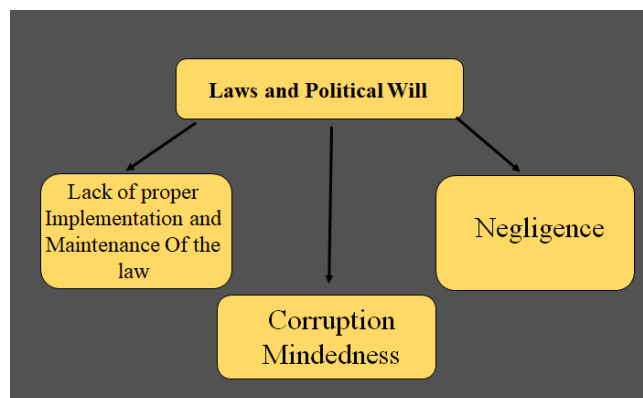 Laws and Political Will
Lack of proper
Implementation and
Maintenance Of the
law
Negligence
Corruption
Mindedness